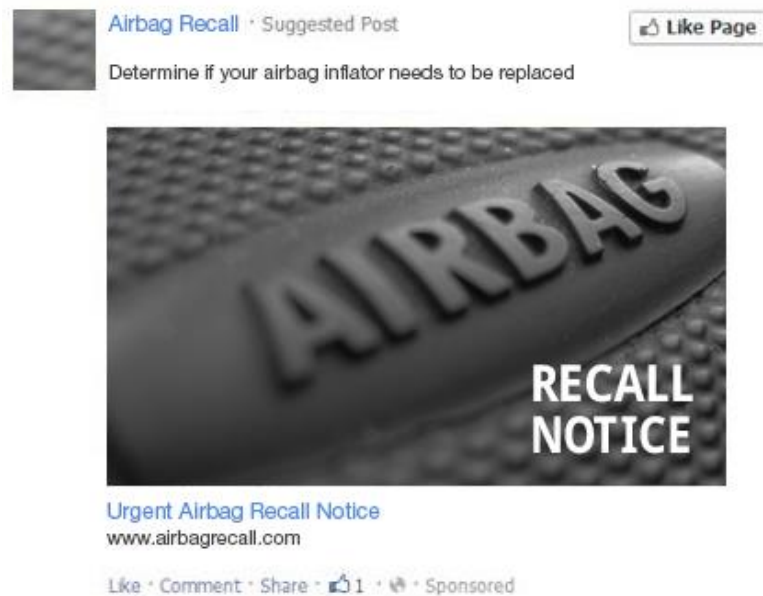 Airbag Recall · Suggested Post
Like Page
Determine if your airbag inflator needs to be replaced
AIRBAG
RECALL
NOTICE
Urgent Airbag Recall Notice
www.airbagrecall.com
Like · Comment · Share · 1 · Sponsored